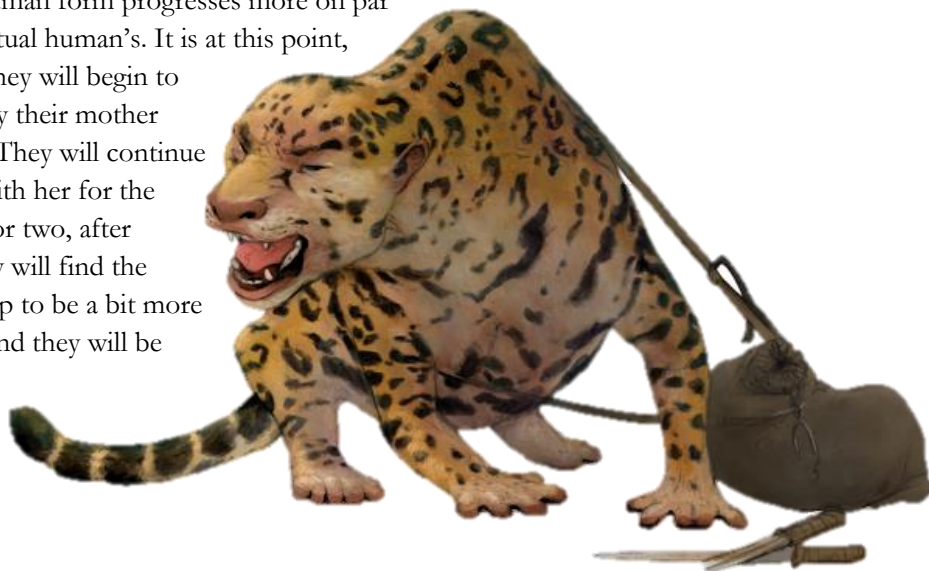 man form progresses more on par
tual human’s. It is at this point,
hey will begin to
y their mother
They will continue
ith her for the
or two, after
y will find the
p to be a bit more
nd they will be